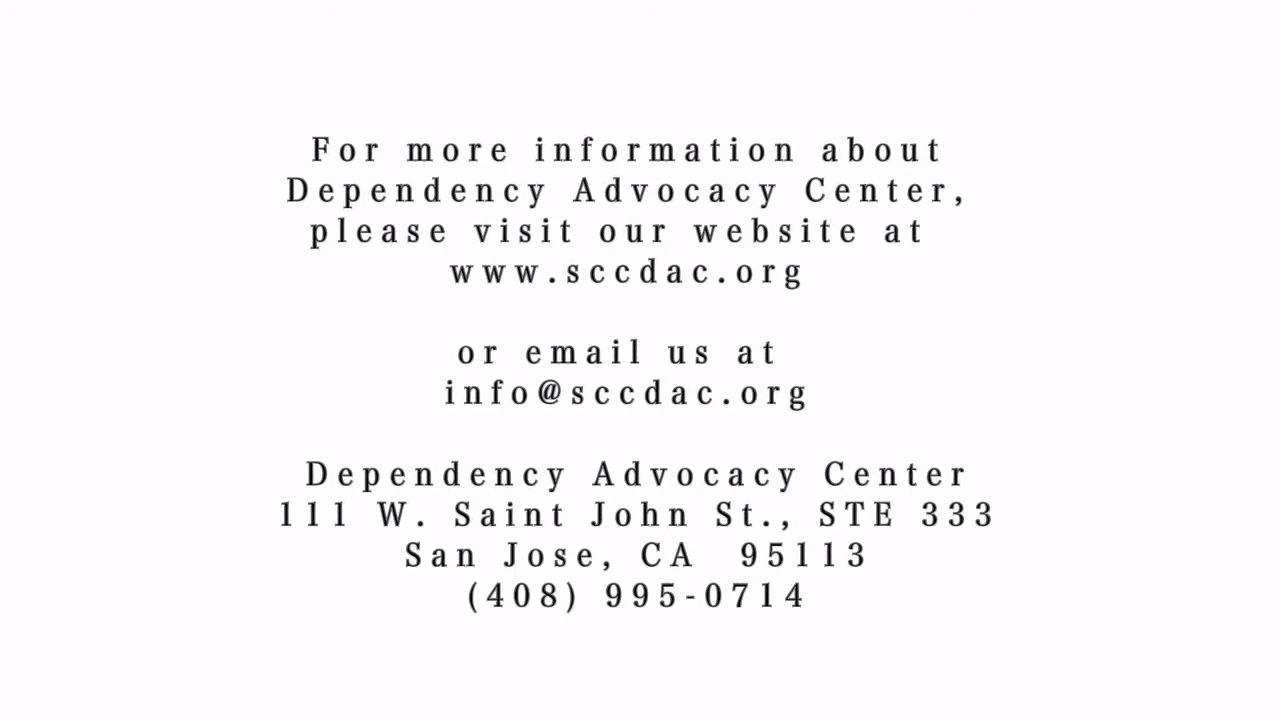 For more information about
Dependency Advocacy Center,
please visit our website at
www.sccdac.org
or email us at
info@sccdac.org
Dependency Advocacy Center
111 W. Saint John St., STE 333
San Jose, CA  95113
(408) 995-0714